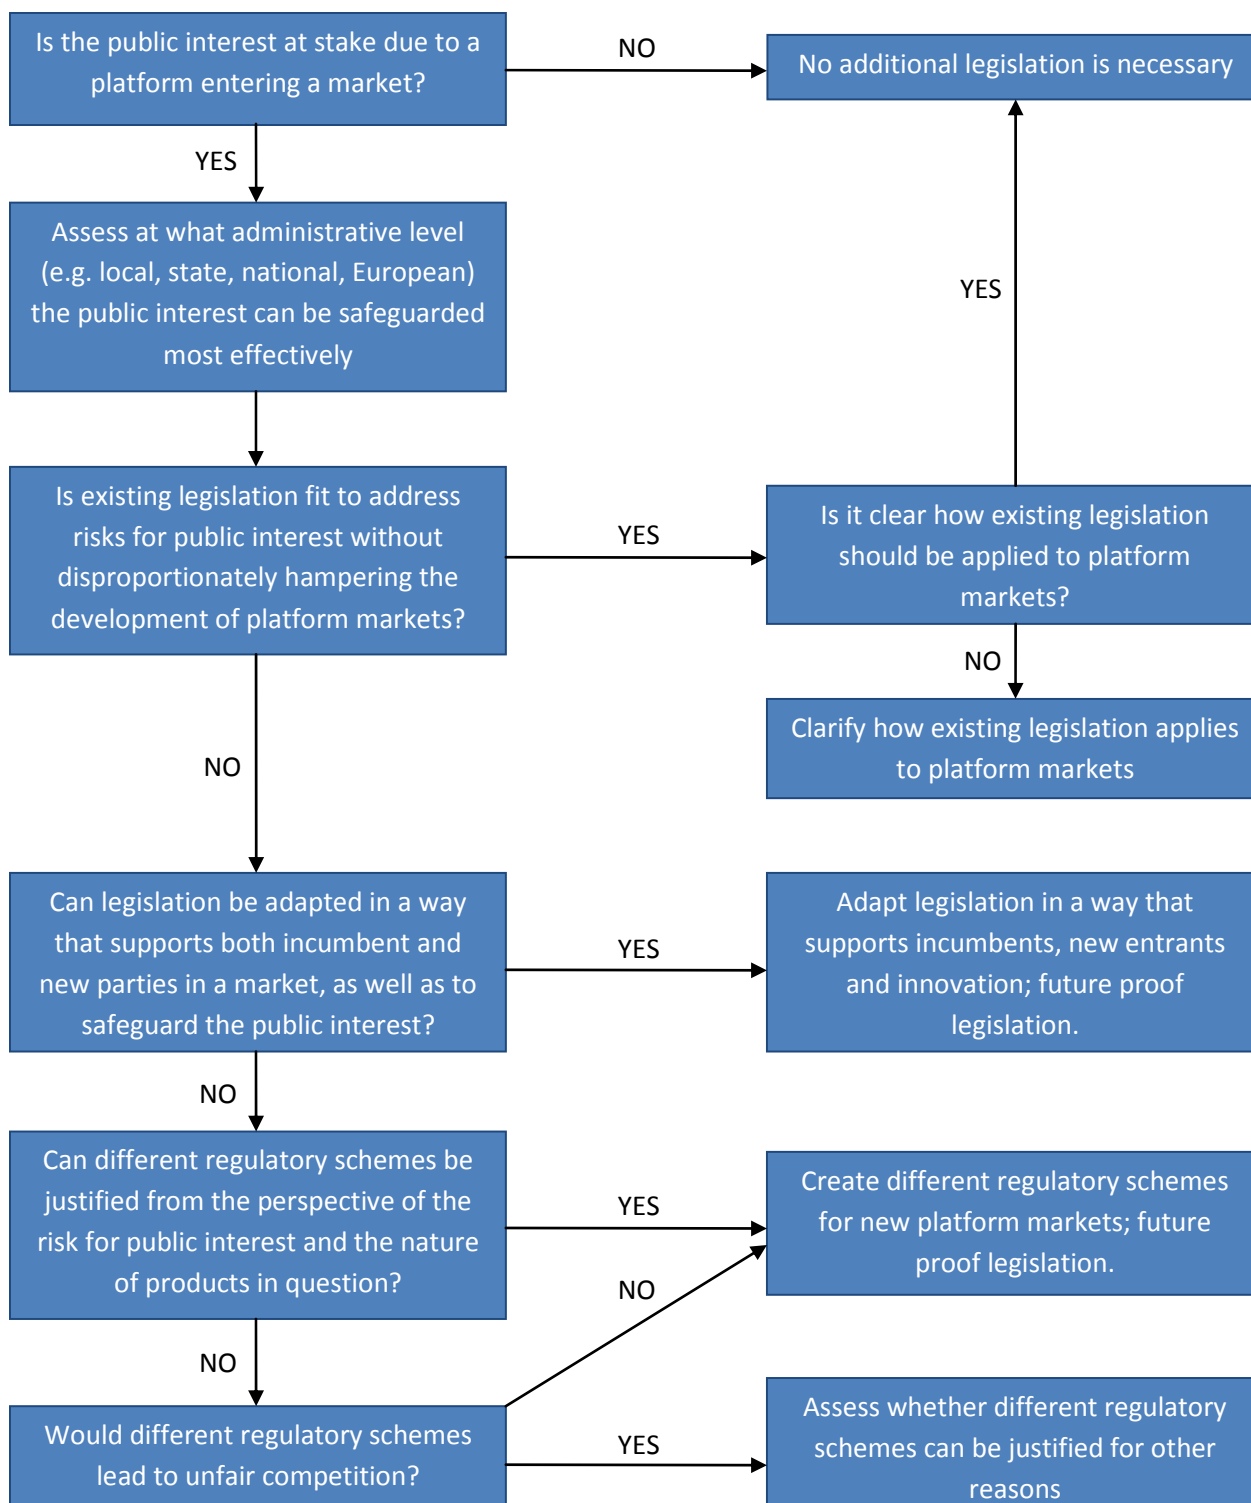 Is the public interest at stake due to a
platform entering a market?
NO
No additional legislation is necessary
YES
Assess at what administrative level
(e.g. local, state, national, European)
the public interest can be safeguarded
most effectively
YES
Is existing legislation fit to address
risks for public interest without
disproportionately hampering the
development of platform markets?
YES
Is it clear how existing legislation
should be applied to platform
markets?
NO
Clarify how existing legislation applies
to platform markets
NO
Can legislation be adapted in a way
that supports both incumbent and
new parties in a market, as well as to
safeguard the public interest?
YES
Adapt legislation in a way that
supports incumbents, new entrants
and innovation; future proof
legislation.
NO
Can different regulatory schemes be
justified from the perspective of the
risk for public interest and the nature
of products in question?
YES
Create different regulatory schemes
for new platform markets; future
proof legislation.
NO
NO
Would different regulatory schemes
lead to unfair competition?
YES
Assess whether different regulatory
schemes can be justified for other
reasons